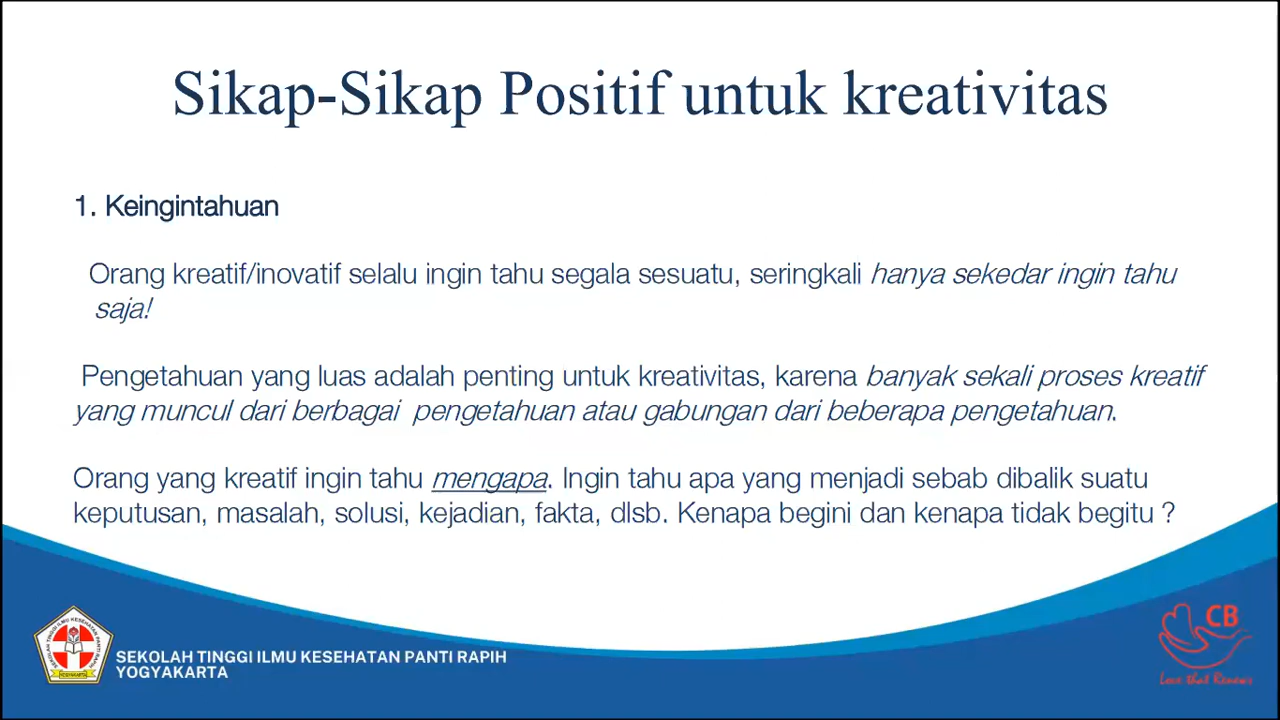 Sikap-Sikap Positif untuk kreativitas
1. Keingintahuan
Orang kreatif/inovatif selalu ingin tahu segala sesuatu, seringkali hanya sekedar ingin tahu
saja!
Pengetahuan yang luas adalah penting untuk kreativitas, karena banyak sekali proses kreatif
yang muncul dari berbagai pengetahuan atau gabungan dari beberapa pengetahuan.
Orang yang kreatif ingin tahu mengapa. Ingin tahu apa yang menjadi sebab dibalik suatu
keputusan, masalah, solusi, kejadian, fakta, dlsb. Kenapa begini dan kenapa tidak begitu ?
SEKOLAH TINGGI ILMU KESEHATAN PANTI RAPIH
YOGYAKARTA
CB
Love that Renews